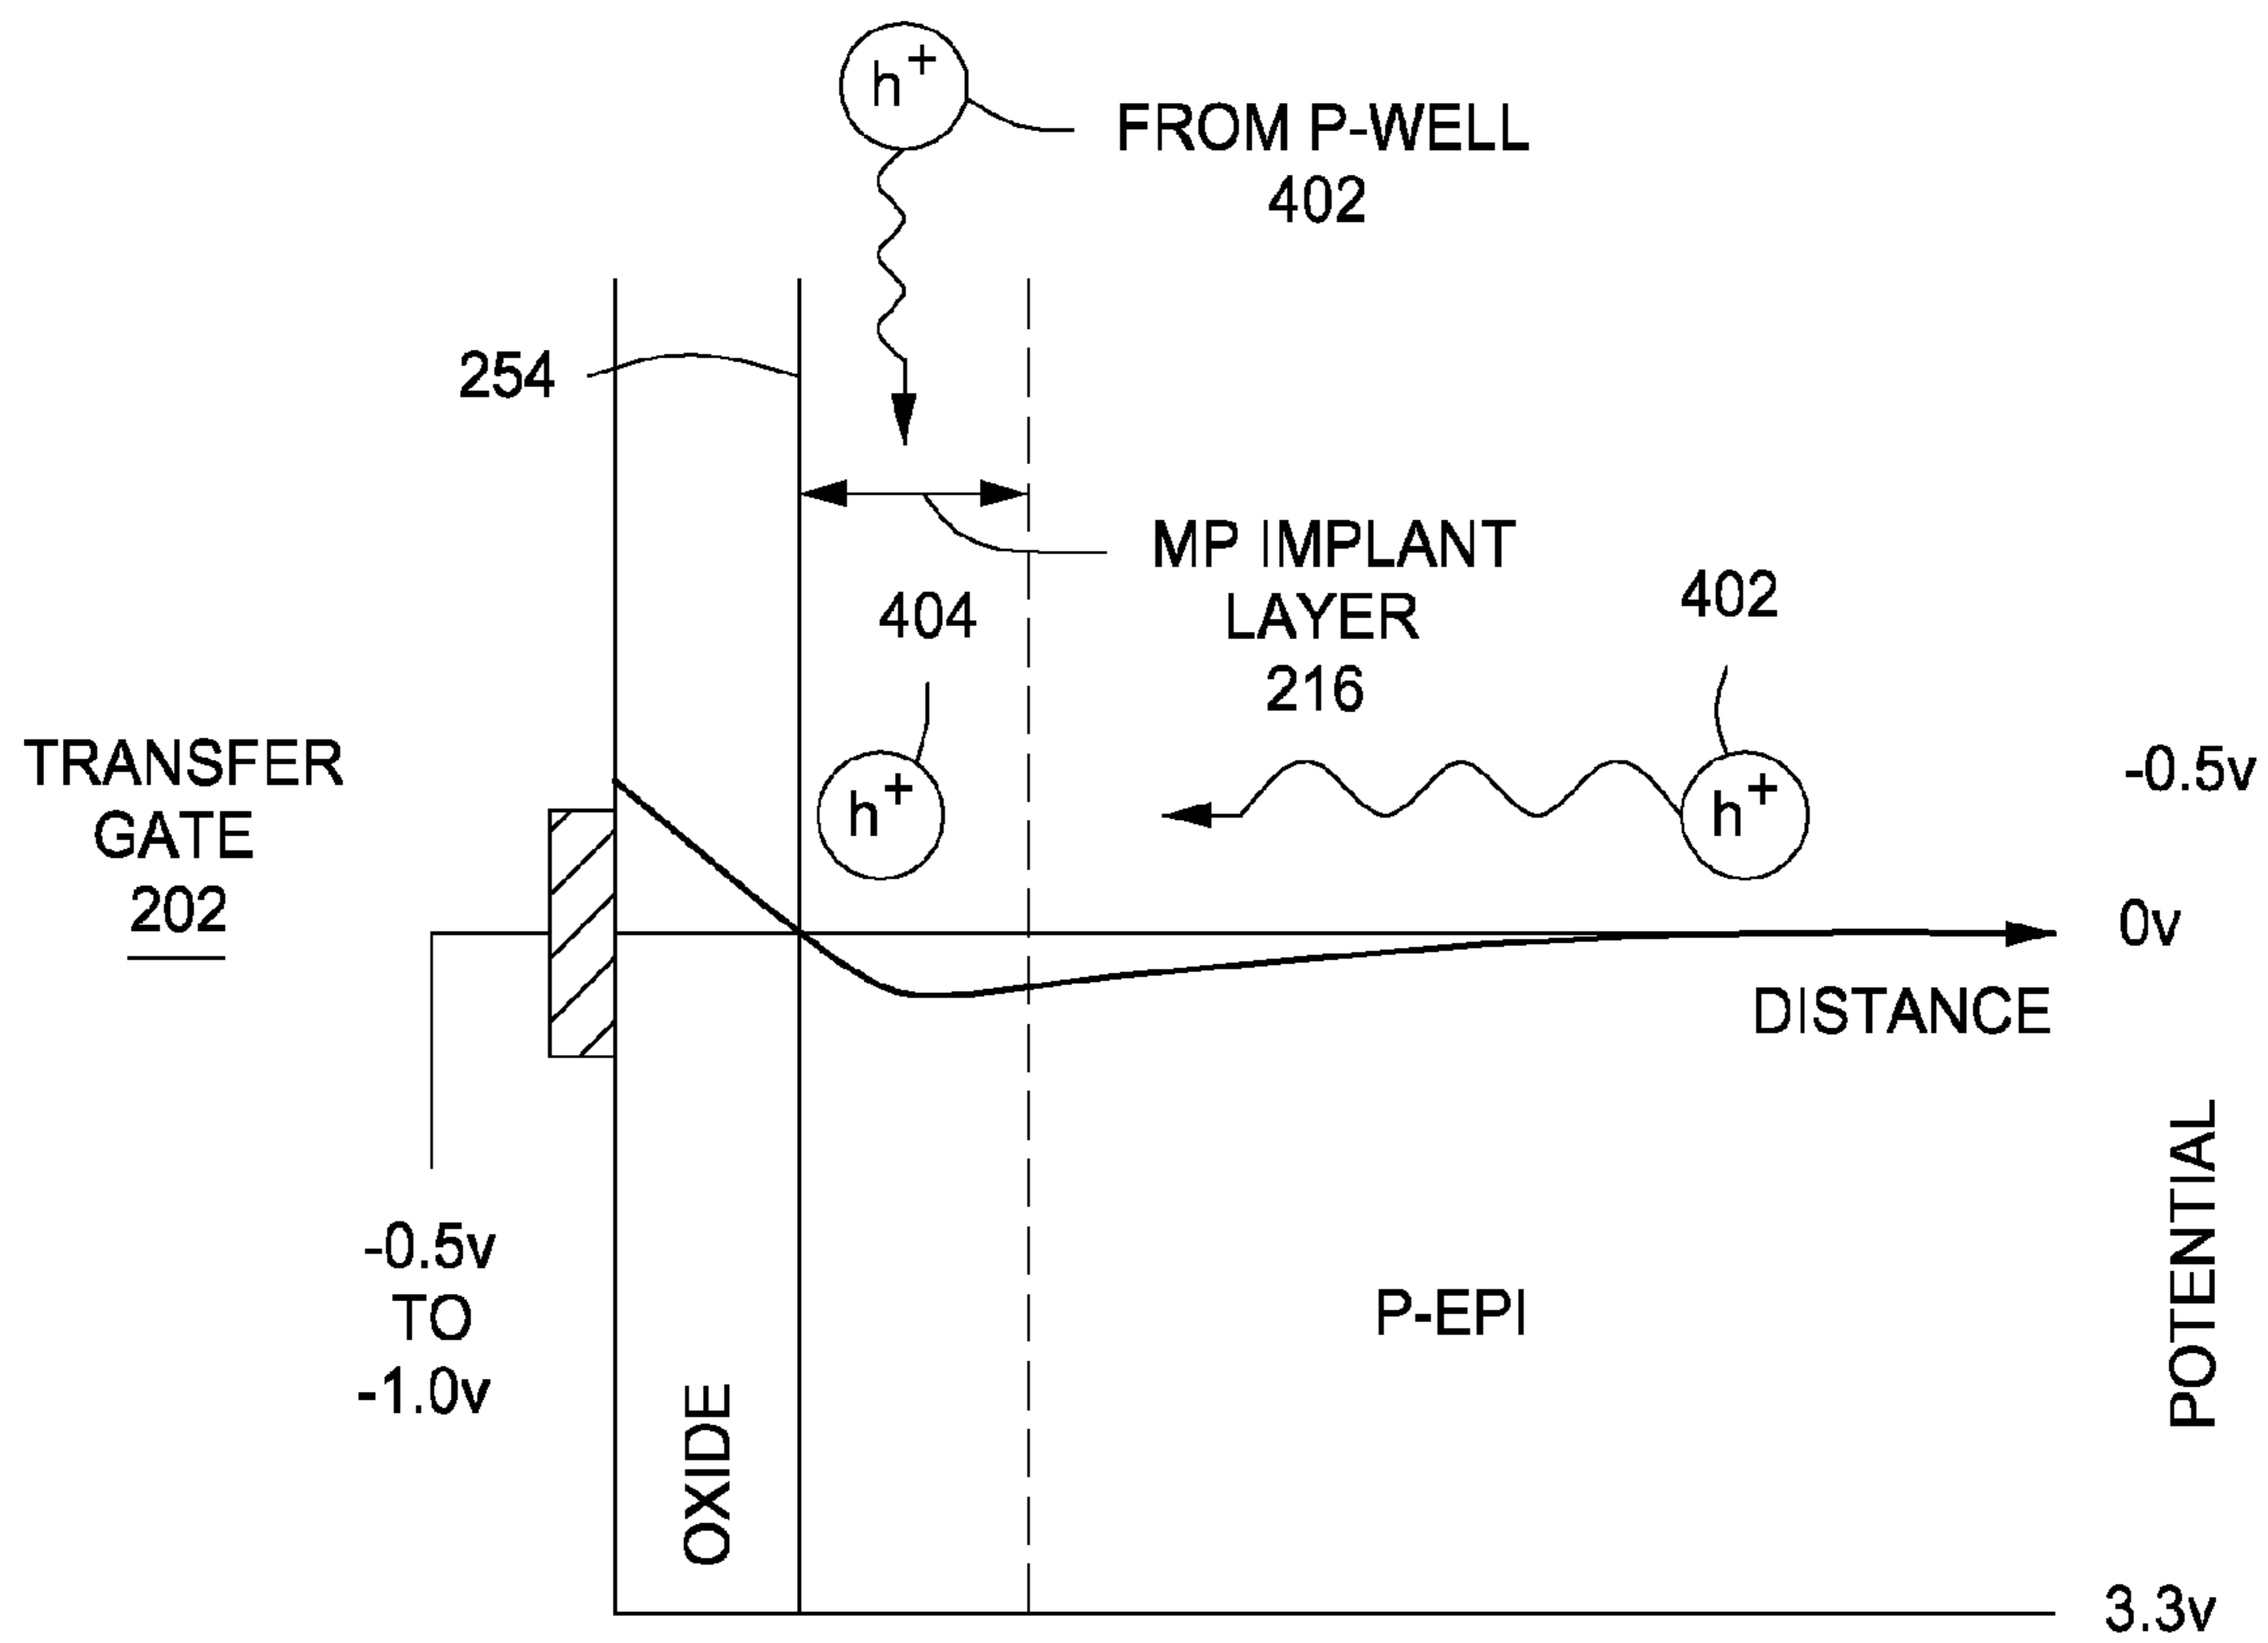 h+
FROM P-WELL
402
254
MP IMPLANT
LAYER
216
404
402
TRANSFER
GATE
202
h+
h+
-0.5v
0v
DISTANCE
-0.5v
TO
-1.0v
P-EPI
OXIDE
POTENTIAL
3.3v